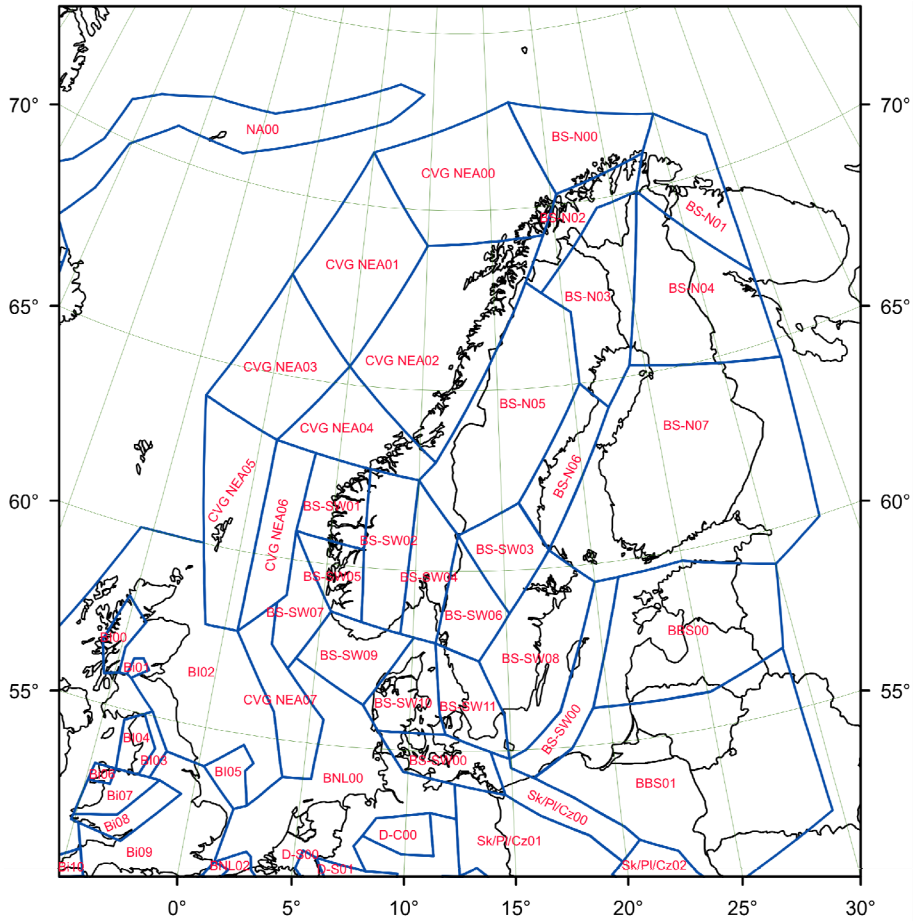 70°
70°
NA00
BS-N00
CVG NEA00
BS-N02
BS-N01
CVG NEA01
65°
65°
BS-N03
BS-N04
CVG NEA03
CVG NEA02
BS-N05
CVG NEA04
BS-N07
CVG NEA05
BS-N06
60°
60°
CVG NEA06
BS-SW01
BS-SW02
BS-SW03
BS-SW05
BS-SW04
BS-SW07
BS-SW06
BI00
BBS00
BS-SW09
BS-SW08
BI01
BI02
55°
55°
CVG NEA07
BS-SW10
BS-SW11
BS-SW00
BI04
BI03
BS-SW00
BI06
BI05
BNL00
BBS01
Bi07
Sk/Pl/Cz00
Bi08
D-C00
Sk/Pl/Cz01
Bi09
D-S00
Bi10
BNL02
D-S01
Sk/Pl/Cz02
0°
5°
10°
15°
20°
25°
30°